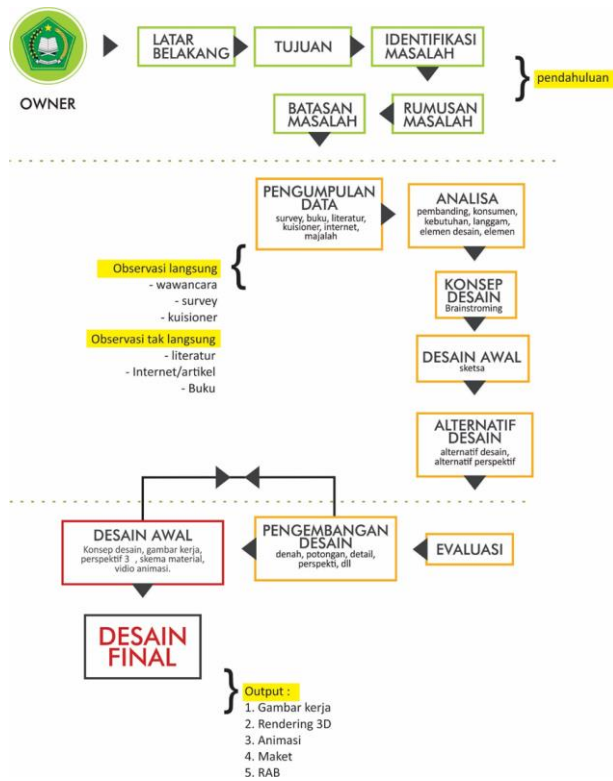 OWNER
LATAR
BELAKANG
TUJUAN
IDENTIFIKASI
MASALAH
pendahuluan
BATASAN
MASALAH
RUMUSAN
MASALAH
PENGUMPULAN
DATA
survey, buku, literatur,
kuisioner, internet,
majalah
ANALISA
pembanding, konsumen,
kebutuhan, langgam,
elemen desain, elemen
Observasi langsung
- wawancara
- survey
- kuisioner
Observasi tak langsung
- literatur
- Internet/artikel
- Buku
KONSEP
DESAIN
Brainstroming
DESAIN AWAL
sketsa
ALTERNATIF
DESAIN
alternatif desain,
alternatif perspektif
DESAIN AWAL
Konsep desain, gambar kerja,
perspektif 3 , skema material,
vidio animasi.
PENGEMBANGAN
DESAIN
denah, potongan, detail,
perspekti, dll
EVALUASI
DESAIN
FINAL
Output :
1. Gambar kerja
2. Rendering 3D
3. Animasi
4. Maket
5. RAB